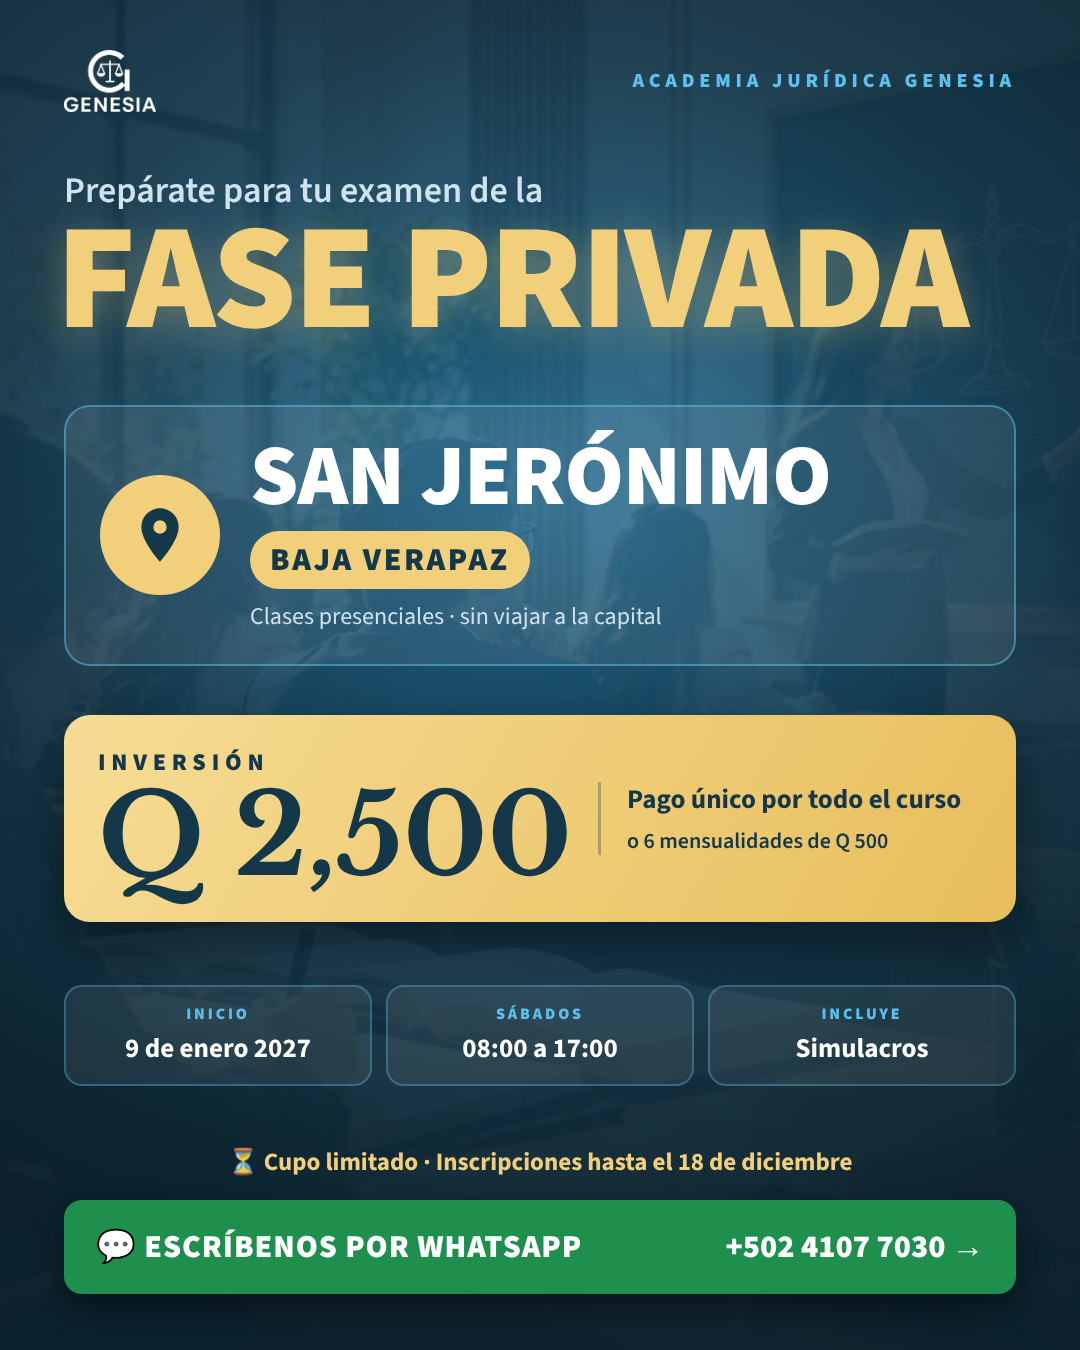 GENESIA
ACADEMIA JURÍDICA GENESIA
Prepárate para tu examen de la
FASE PRIVADA
SAN JERÓNIMO
BAJA VERAPAZ
Clases presenciales · sin viajar a la capital
INVERSIÓN
Q 2,500
Pago único por todo el curso
o 6 mensualidades de Q 500
INICIO
9 de enero 2027
SÁBADOS
08:00 a 17:00
INCLUYE
Simulacros
⏳ Cupo limitado · Inscripciones hasta el 18 de diciembre
💬 ESCRÍBENOS POR WHATSAPP
+502 4107 7030 →